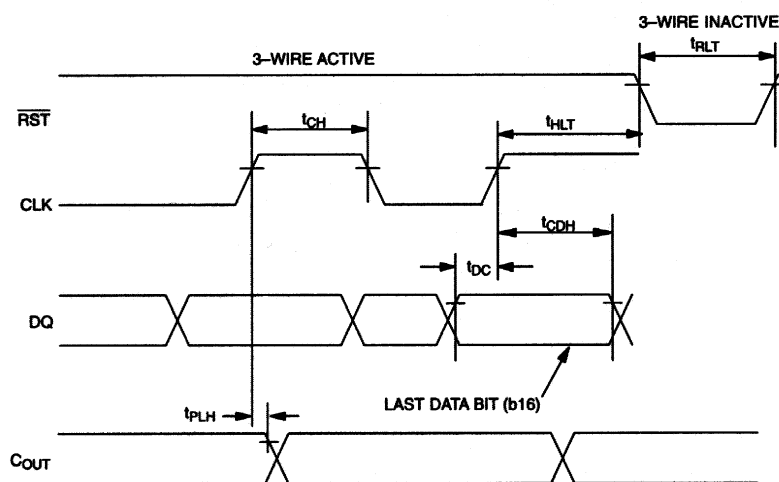 3–WIRE INACTIVE
3–WIRE ACTIVE
tRLT
RST
tCH
tHLT
CLK
tCDH
tDC
DQ
LAST DATA BIT (b16)
tPLH
COUT